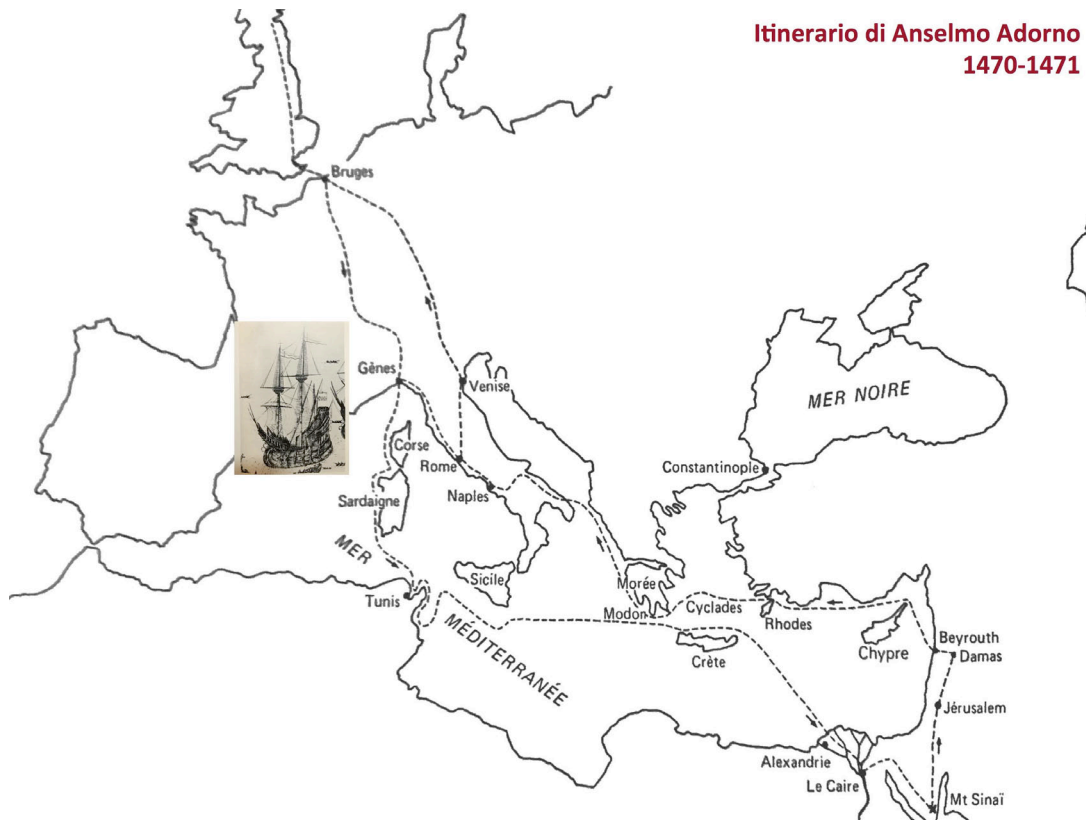 Itinerario di Anselmo Adorno
1470-1471
Bruges
Gênes
Venise
MER NOIRE
Corse
Rome
Constantinople
Naples
Sardaigne
MER
Sicile
Morée
Tunis
Modon
Cyclades
Rhodes
MÉDITERRANÉE
Crète
Chypre
Beyrouth
Damas
Jérusalem
Alexandrie
Le Caire
Mt Sinaï